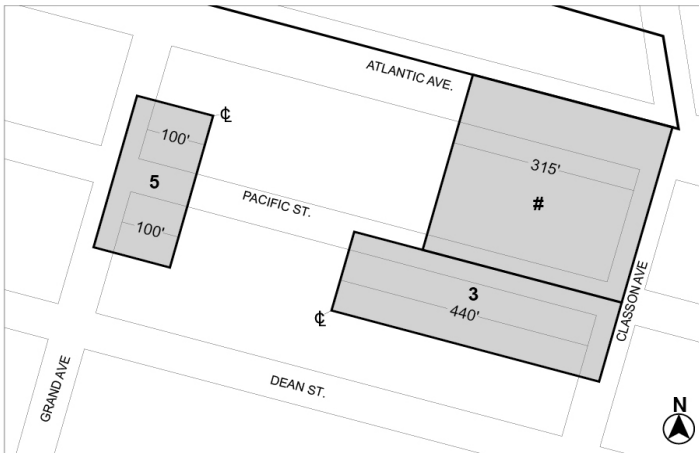 ATLANTIC AVE.
℄
100'
5
315'
#
PACIFIC ST.
100'
3
440'
℄
CLASSON AVE
DEAN ST.
GRAND AVE
N